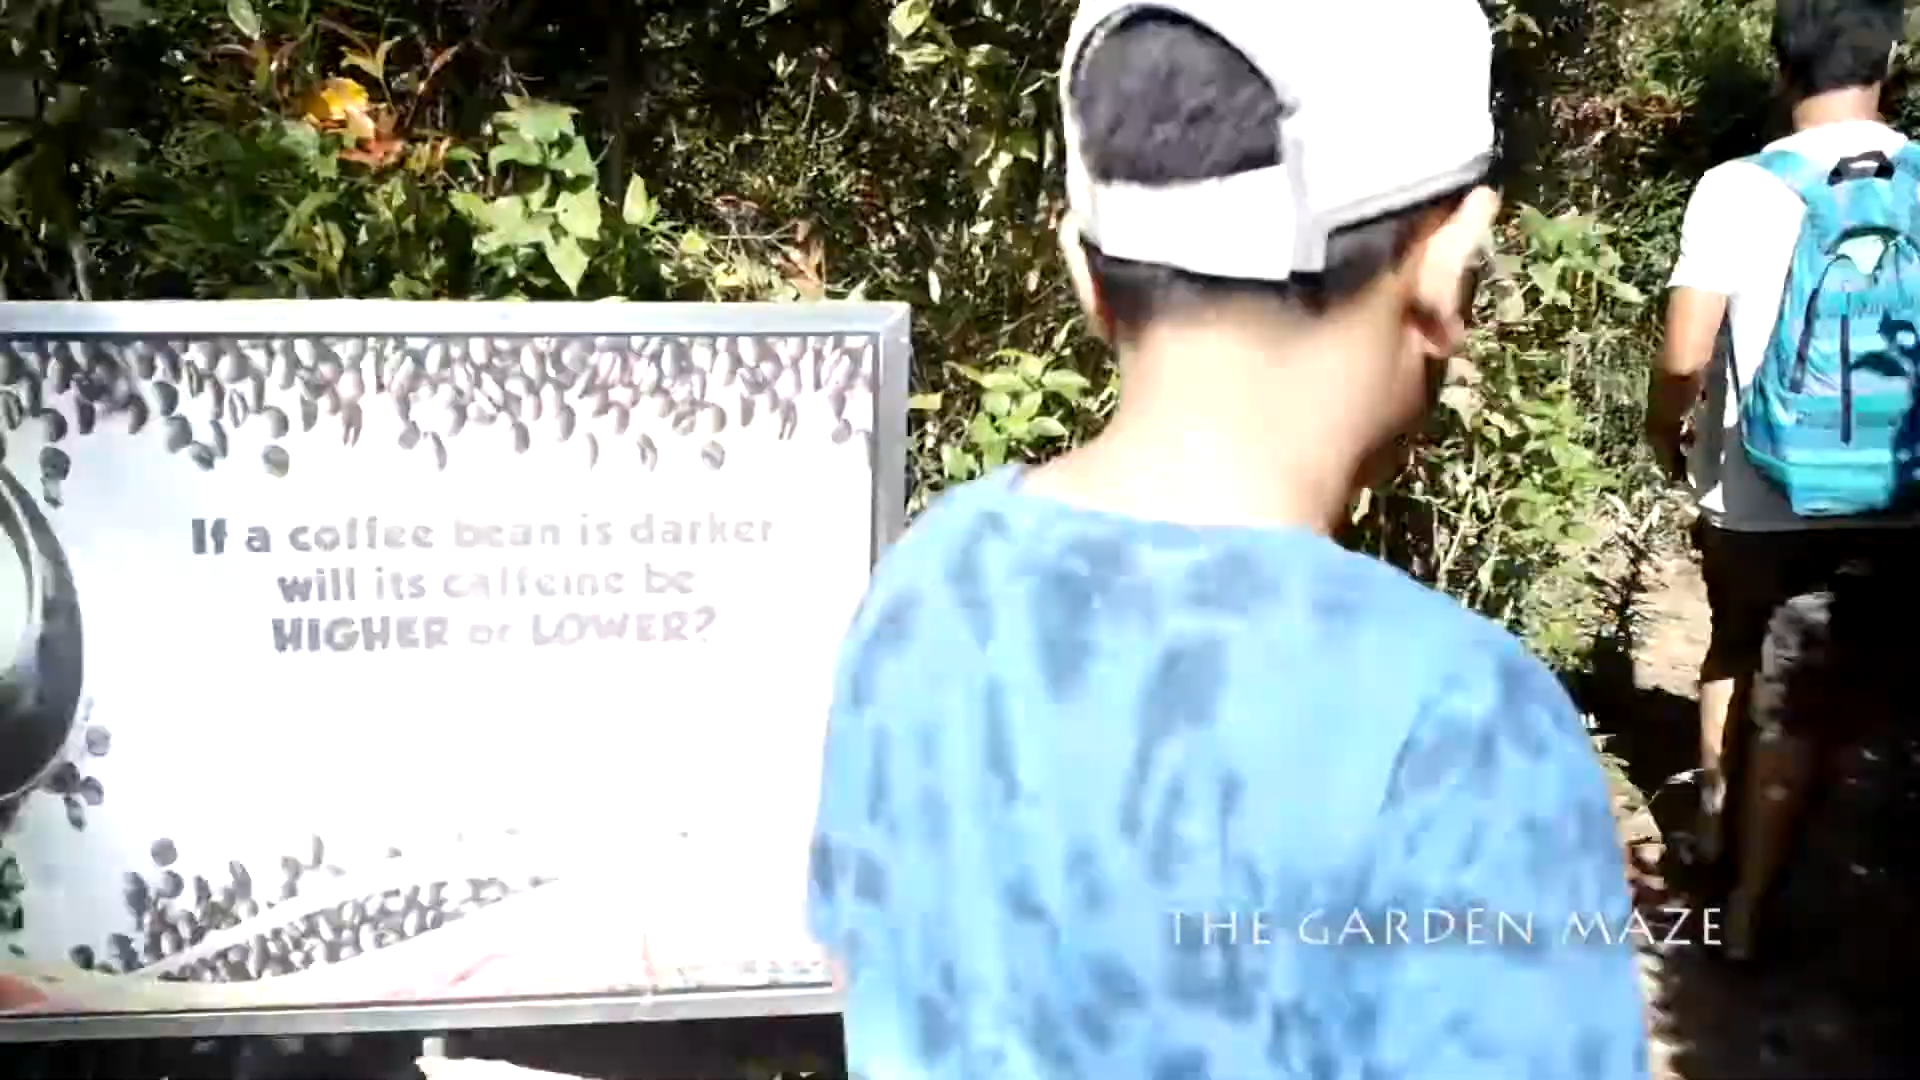 If a coffee bean is darker
will its caffeine be
HIGHER or LOWER?
THE GARDEN MAZE